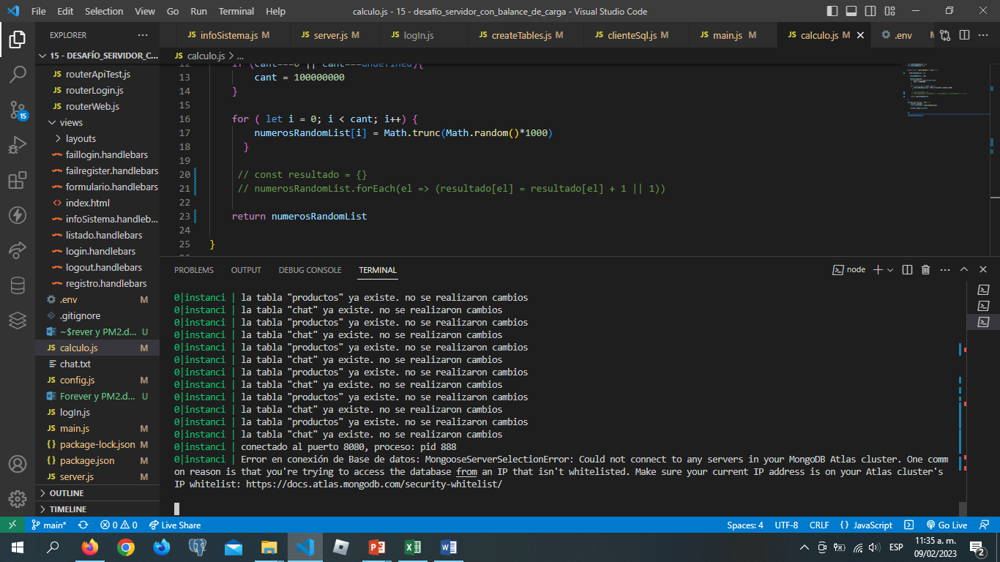 File Edit Selection View Go Run Terminal Help
calculo.js - 15 - desafío_servidor_con_balance_de_carga - Visual Studio Code
EXPLORER
JS infoSistema.js M
JS server.js M
JS logIn.js
JS createTables.js M
JS clienteSql.js M
JS main.js M
JS calculo.js M
.env
15 - DESAFÍO_SERVIDOR_C...
JS calculo.js > ...
JS routerApiTest.js
JS routerLogin.js
JS routerWeb.js
views
layouts
faillogin.handlebars
failregister.handlebars
formulario.handlebars
index.html
infoSistema.handleb...
listado.handlebars
login.handlebars
logout.handlebars
registro.handlebars
.env M
.gitignore
~$rever y PM2.d... U
JS calculo.js M
chat.txt
JS config.js M
Forever y PM2.d... U
JS logIn.js
JS main.js M
{} package-lock.json M
{} package.json M
JS server.js M
OUTLINE
TIMELINE
15
12 if (cant===0 || cant===undefined){
13 cant = 100000000
14 }
15
16 for ( let i = 0; i < cant; i++) {
17 numerosRandomList[i] = Math.trunc(Math.random()*1000)
18 }
19
20 // const resultado = {}
21 // numerosRandomList.forEach(el => (resultado[el] = resultado[el] + 1 || 1))
22
23 return numerosRandomList
24
25 }
PROBLEMS OUTPUT DEBUG CONSOLE TERMINAL
node
0|instanci | la tabla "productos" ya existe. no se realizaron cambios
0|instanci | la tabla "chat" ya existe. no se realizaron cambios
0|instanci | la tabla "productos" ya existe. no se realizaron cambios
0|instanci | la tabla "chat" ya existe. no se realizaron cambios
0|instanci | la tabla "productos" ya existe. no se realizaron cambios
0|instanci | la tabla "chat" ya existe. no se realizaron cambios
0|instanci | la tabla "productos" ya existe. no se realizaron cambios
0|instanci | la tabla "chat" ya existe. no se realizaron cambios
0|instanci | la tabla "productos" ya existe. no se realizaron cambios
0|instanci | la tabla "chat" ya existe. no se realizaron cambios
0|instanci | la tabla "productos" ya existe. no se realizaron cambios
0|instanci | la tabla "chat" ya existe. no se realizaron cambios
0|instanci | conectado al puerto 8080, proceso: pid 888
0|instanci | Error en conexión de Base de datos: MongooseServerSelectionError: Could not connect to any servers in your MongoDB Atlas cluster. One comm
on reason is that you're trying to access the database from an IP that isn't whitelisted. Make sure your current IP address is on your Atlas cluster's
IP whitelist: https://docs.atlas.mongodb.com/security-whitelist/
main* 0 0 Live Share
Spaces: 4 UTF-8 CRLF {} JavaScript Go Live
ESP
11:35 a. m.
09/02/2023
2